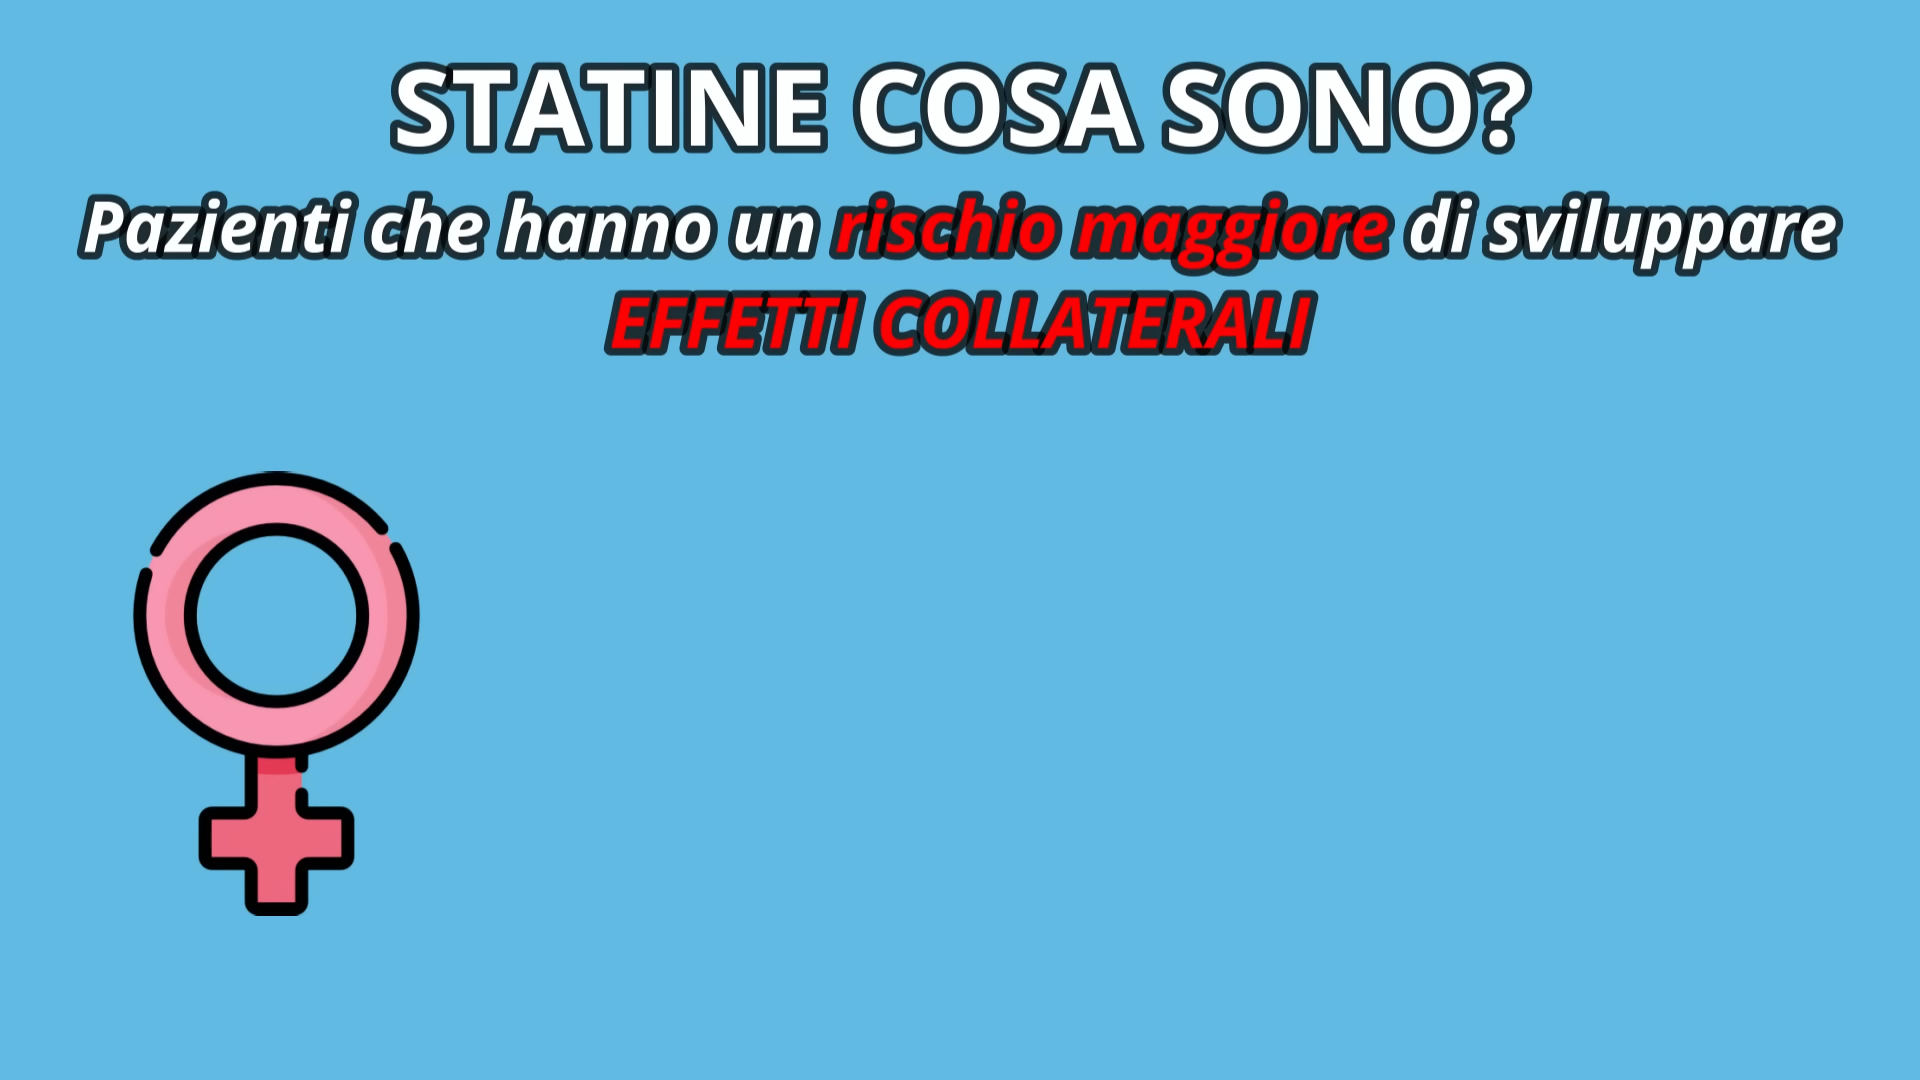 STATINE COSA SONO?
Pazienti che hanno un rischio maggiore di sviluppare
EFFETTI COLLATERALI